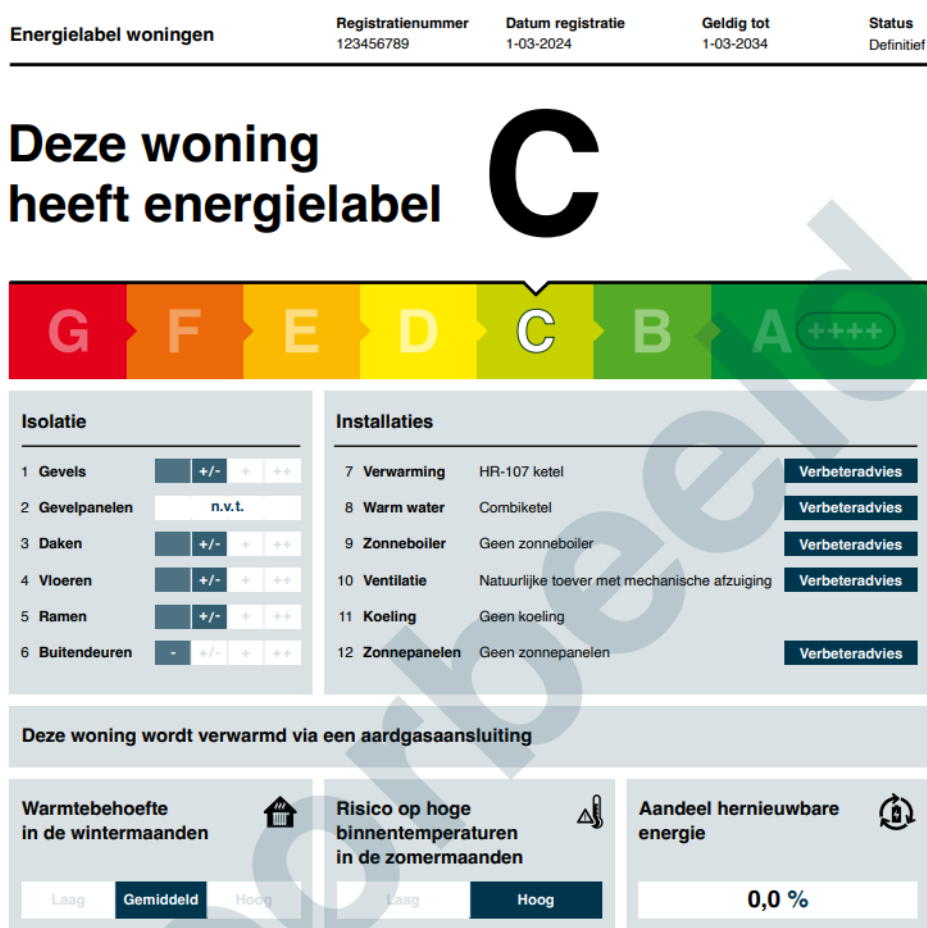 Energielabel woningen
Registratienummer
123456789
Datum registratie
1-03-2024
Geldig tot
1-03-2034
Status
Definitief
Deze woning
heeft energielabel
C
G F E D C B A ++++
Isolatie
1 Gevels +/- + ++
2 Gevelpanelen n.v.t.
3 Daken +/- + ++
4 Vloeren +/- + ++
5 Ramen +/- + ++
6 Buitendeuren - +/- + ++
Installaties
7 Verwarming HR-107 ketel Verbeteradvies
8 Warm water Combiketel Verbeteradvies
9 Zonneboiler Geen zonneboiler Verbeteradvies
10 Ventilatie Natuurlijke toever met mechanische afzuiging Verbeteradvies
11 Koeling Geen koeling
12 Zonnepanelen Geen zonnepanelen Verbeteradvies
Deze woning wordt verwarmd via een aardgasaansluiting
Warmtebehoefte
in de wintermaanden
Laag Gemiddeld Hoog
Risico op hoge
binnentemperaturen
in de zomermaanden
Laag Hoog
Aandeel hernieuwbare
energie
0,0 %
orbeeld